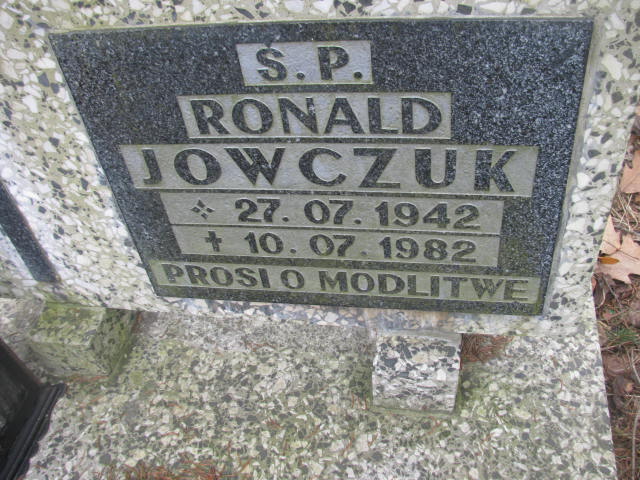 S. P.
RONALD
JOWCZUK
27. 07. 1942
✝ 10. 07. 1982
PROSI O MODLITWE